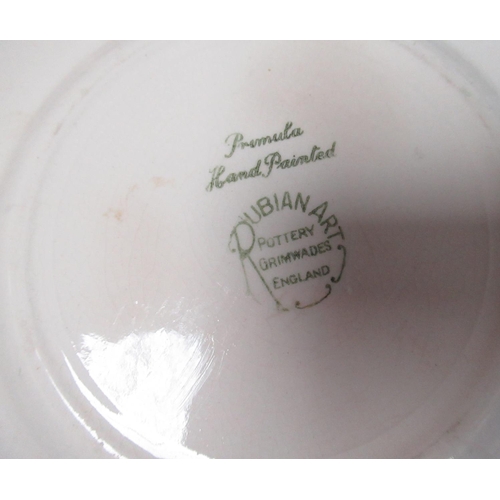 Primula
Hand Painted
RUBIAN ART
POTTERY
GRIMWADES
ENGLAND